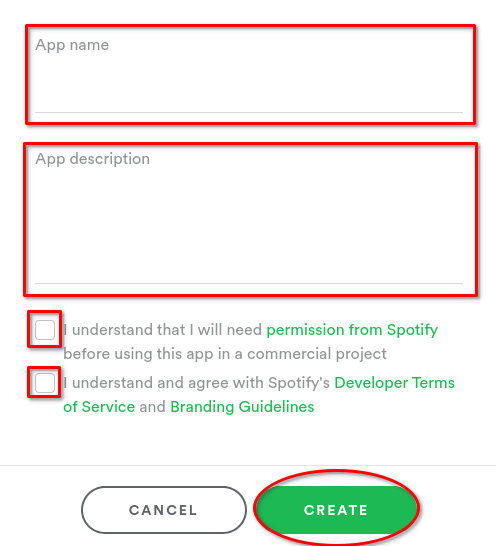 App name
App description
I understand that I will need permission from Spotify
before using this app in a commercial project
I understand and agree with Spotify's Developer Terms
of Service and Branding Guidelines
CANCEL
CREATE